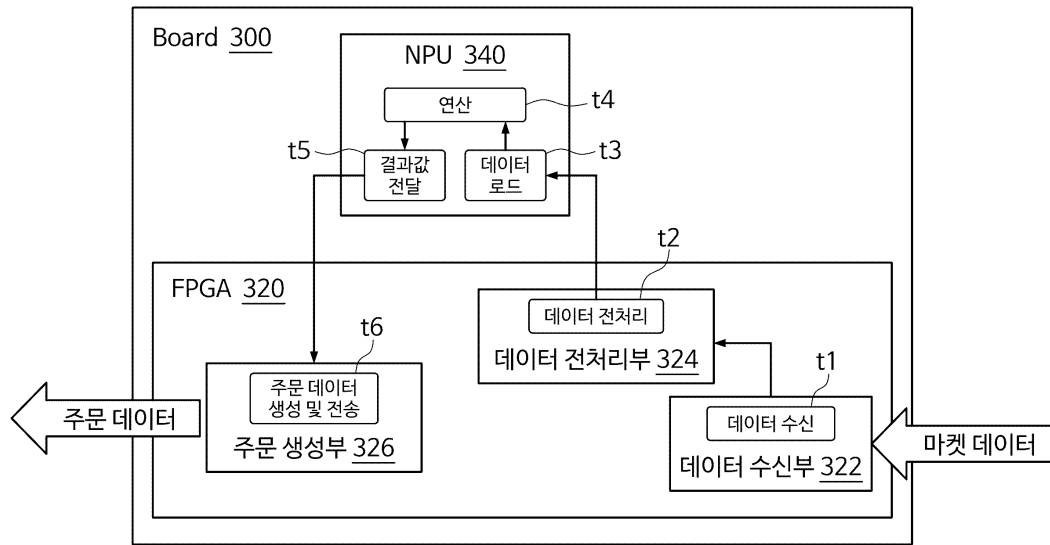 Board 300
NPU 340
연산
t4
t5
결과값
전달
데이터
로드
t3
FPGA 320
t2
데이터 전처리
데이터 전처리부 324
t6
주문 데이터
생성 및 전송
주문 생성부 326
t1
데이터 수신
데이터 수신부 322
주문 데이터
마켓 데이터